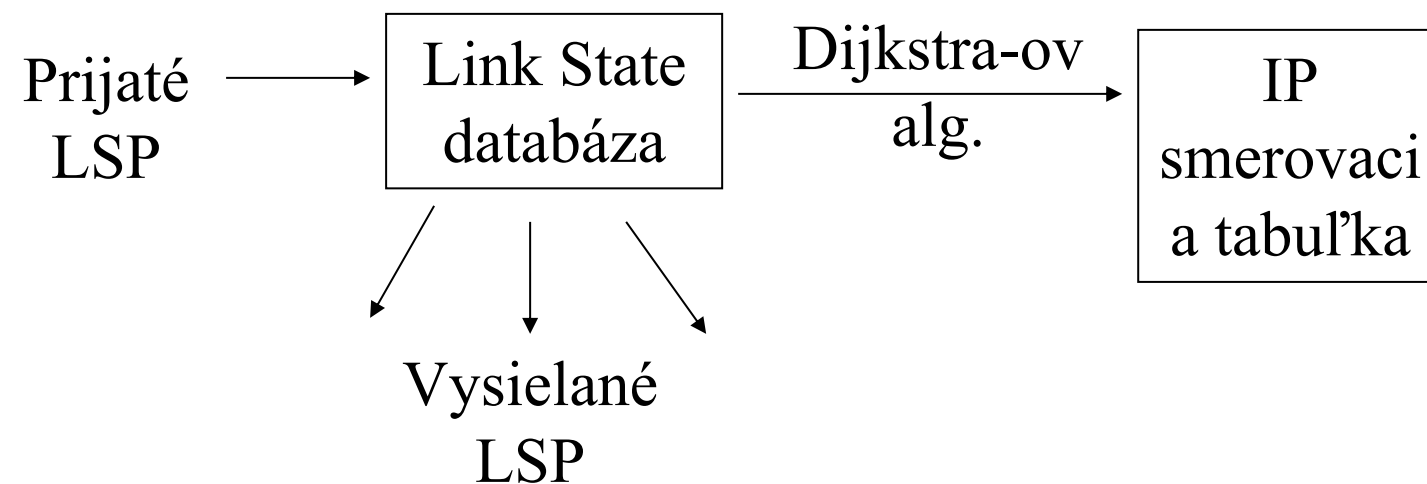 Prijaté
LSP
Link State
databáza
Dijkstra-ov
alg.
IP
smerovaci
a tabuľka
Vysielané
LSP